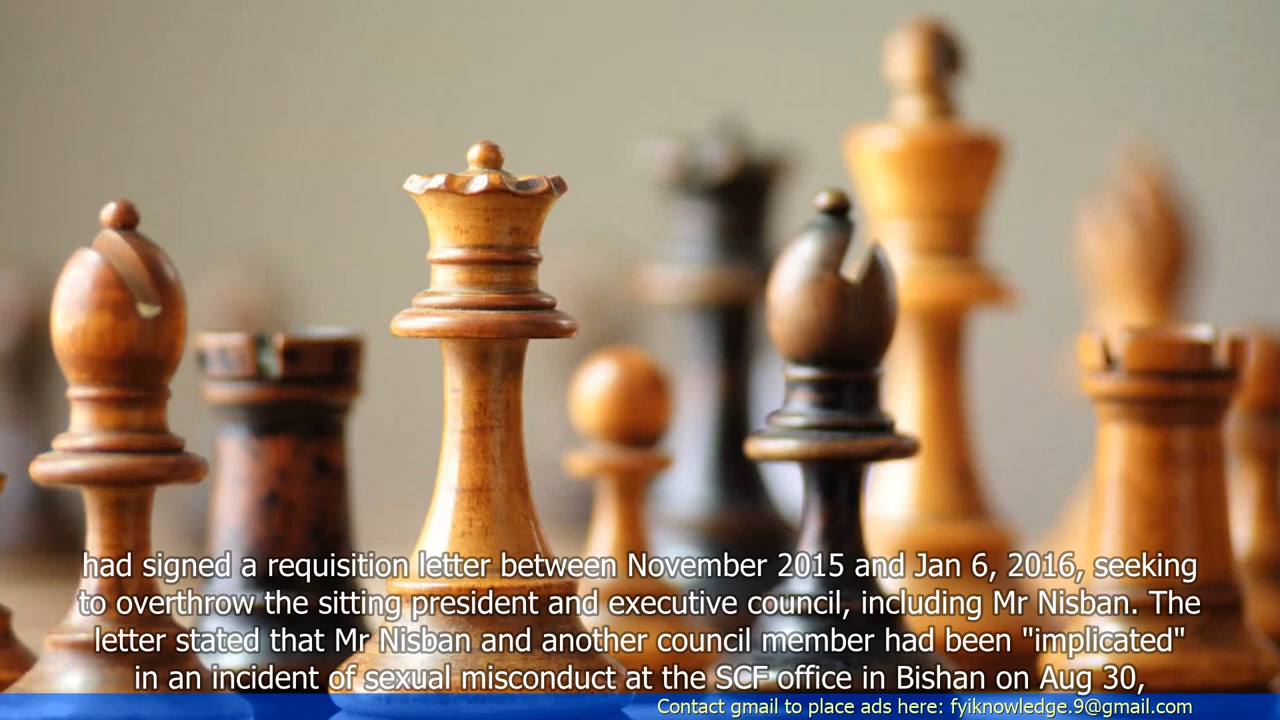 had signed a requisition letter between November 2015 and Jan 6, 2016, seeking
to overthrow the sitting president and executive council, including Mr Nisban. The
letter stated that Mr Nisban and another council member had been "implicated"
in an incident of sexual misconduct at the SCF office in Bishan on Aug 30,
Contact gmail to place ads here: fyiknowledge.9@gmail.com